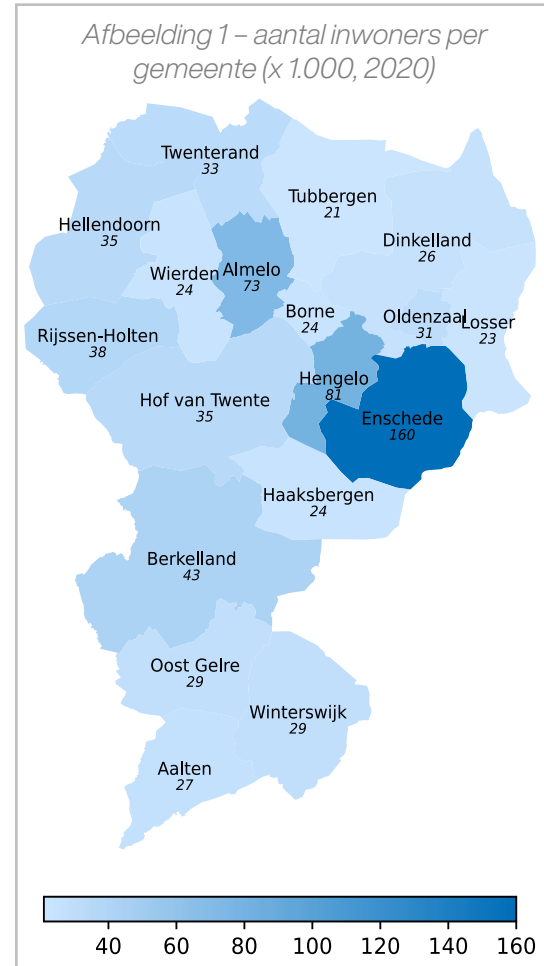 Afbeelding 1 – aantal inwoners per
gemeente (x 1.000, 2020)
Twenterand
33
Tubbergen
21
Hellendoorn
35
Dinkelland
26
Wierden
24
Almelo
73
Borne
24
Oldenzaal
31
Losser
23
Rijssen-Holten
38
Hengelo
81
Hof van Twente
35
Enschede
160
Haaksbergen
24
Berkelland
43
Oost Gelre
29
Winterswijk
29
Aalten
27
40 60 80 100 120 140 160